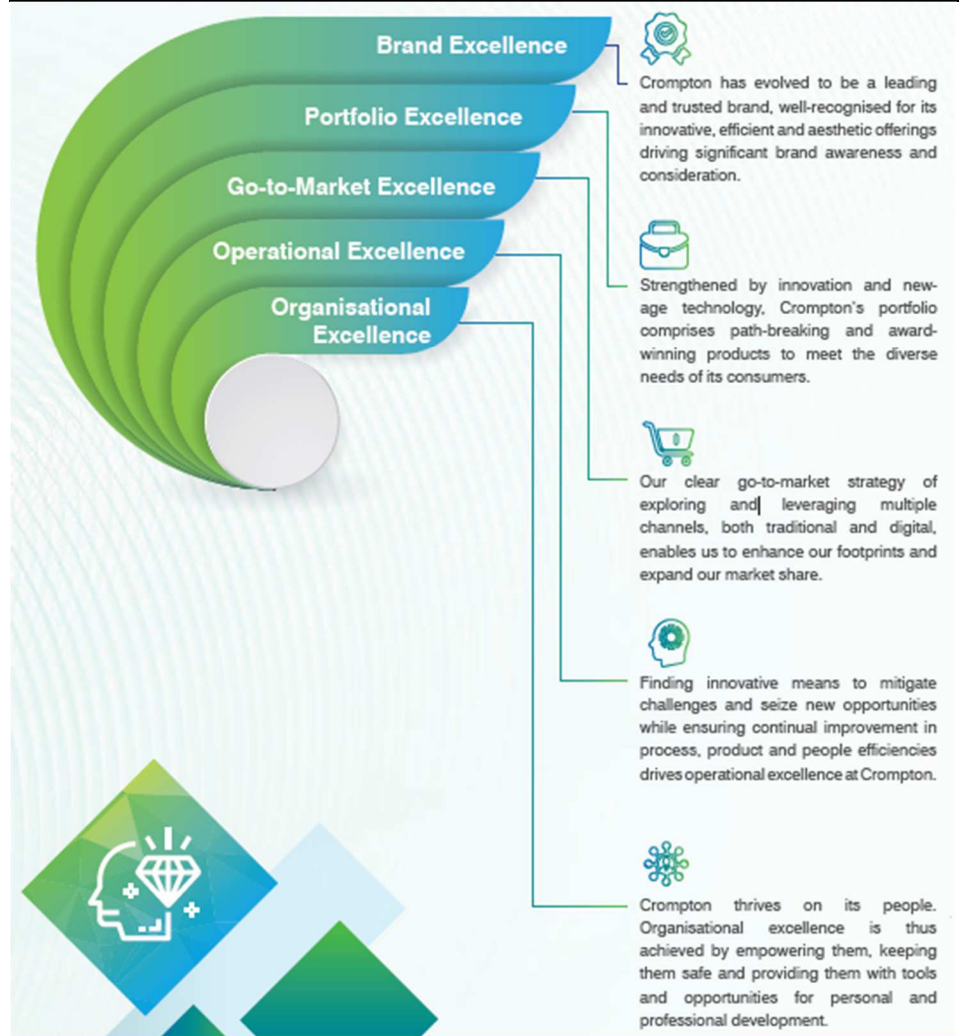 Brand Excellence
Crompton has evolved to be a leading
and trusted brand, well-recognised for its
innovative, efficient and aesthetic offerings
driving significant brand awareness and
consideration.
Portfolio Excellence
Strengthened by innovation and new-
age technology, Crompton's portfolio
comprises path-breaking and award-
winning products to meet the diverse
needs of its consumers.
Go-to-Market Excellence
Our clear go-to-market strategy of
exploring and leveraging multiple
channels, both traditional and digital,
enables us to enhance our footprints and
expand our market share.
Operational Excellence
Finding innovative means to mitigate
challenges and seize new opportunities
while ensuring continual improvement in
process, product and people efficiencies
drives operational excellence at Crompton.
Organisational
Excellence
Crompton thrives on its people.
Organisational excellence is thus
achieved by empowering them, keeping
them safe and providing them with tools
and opportunities for personal and
professional development.